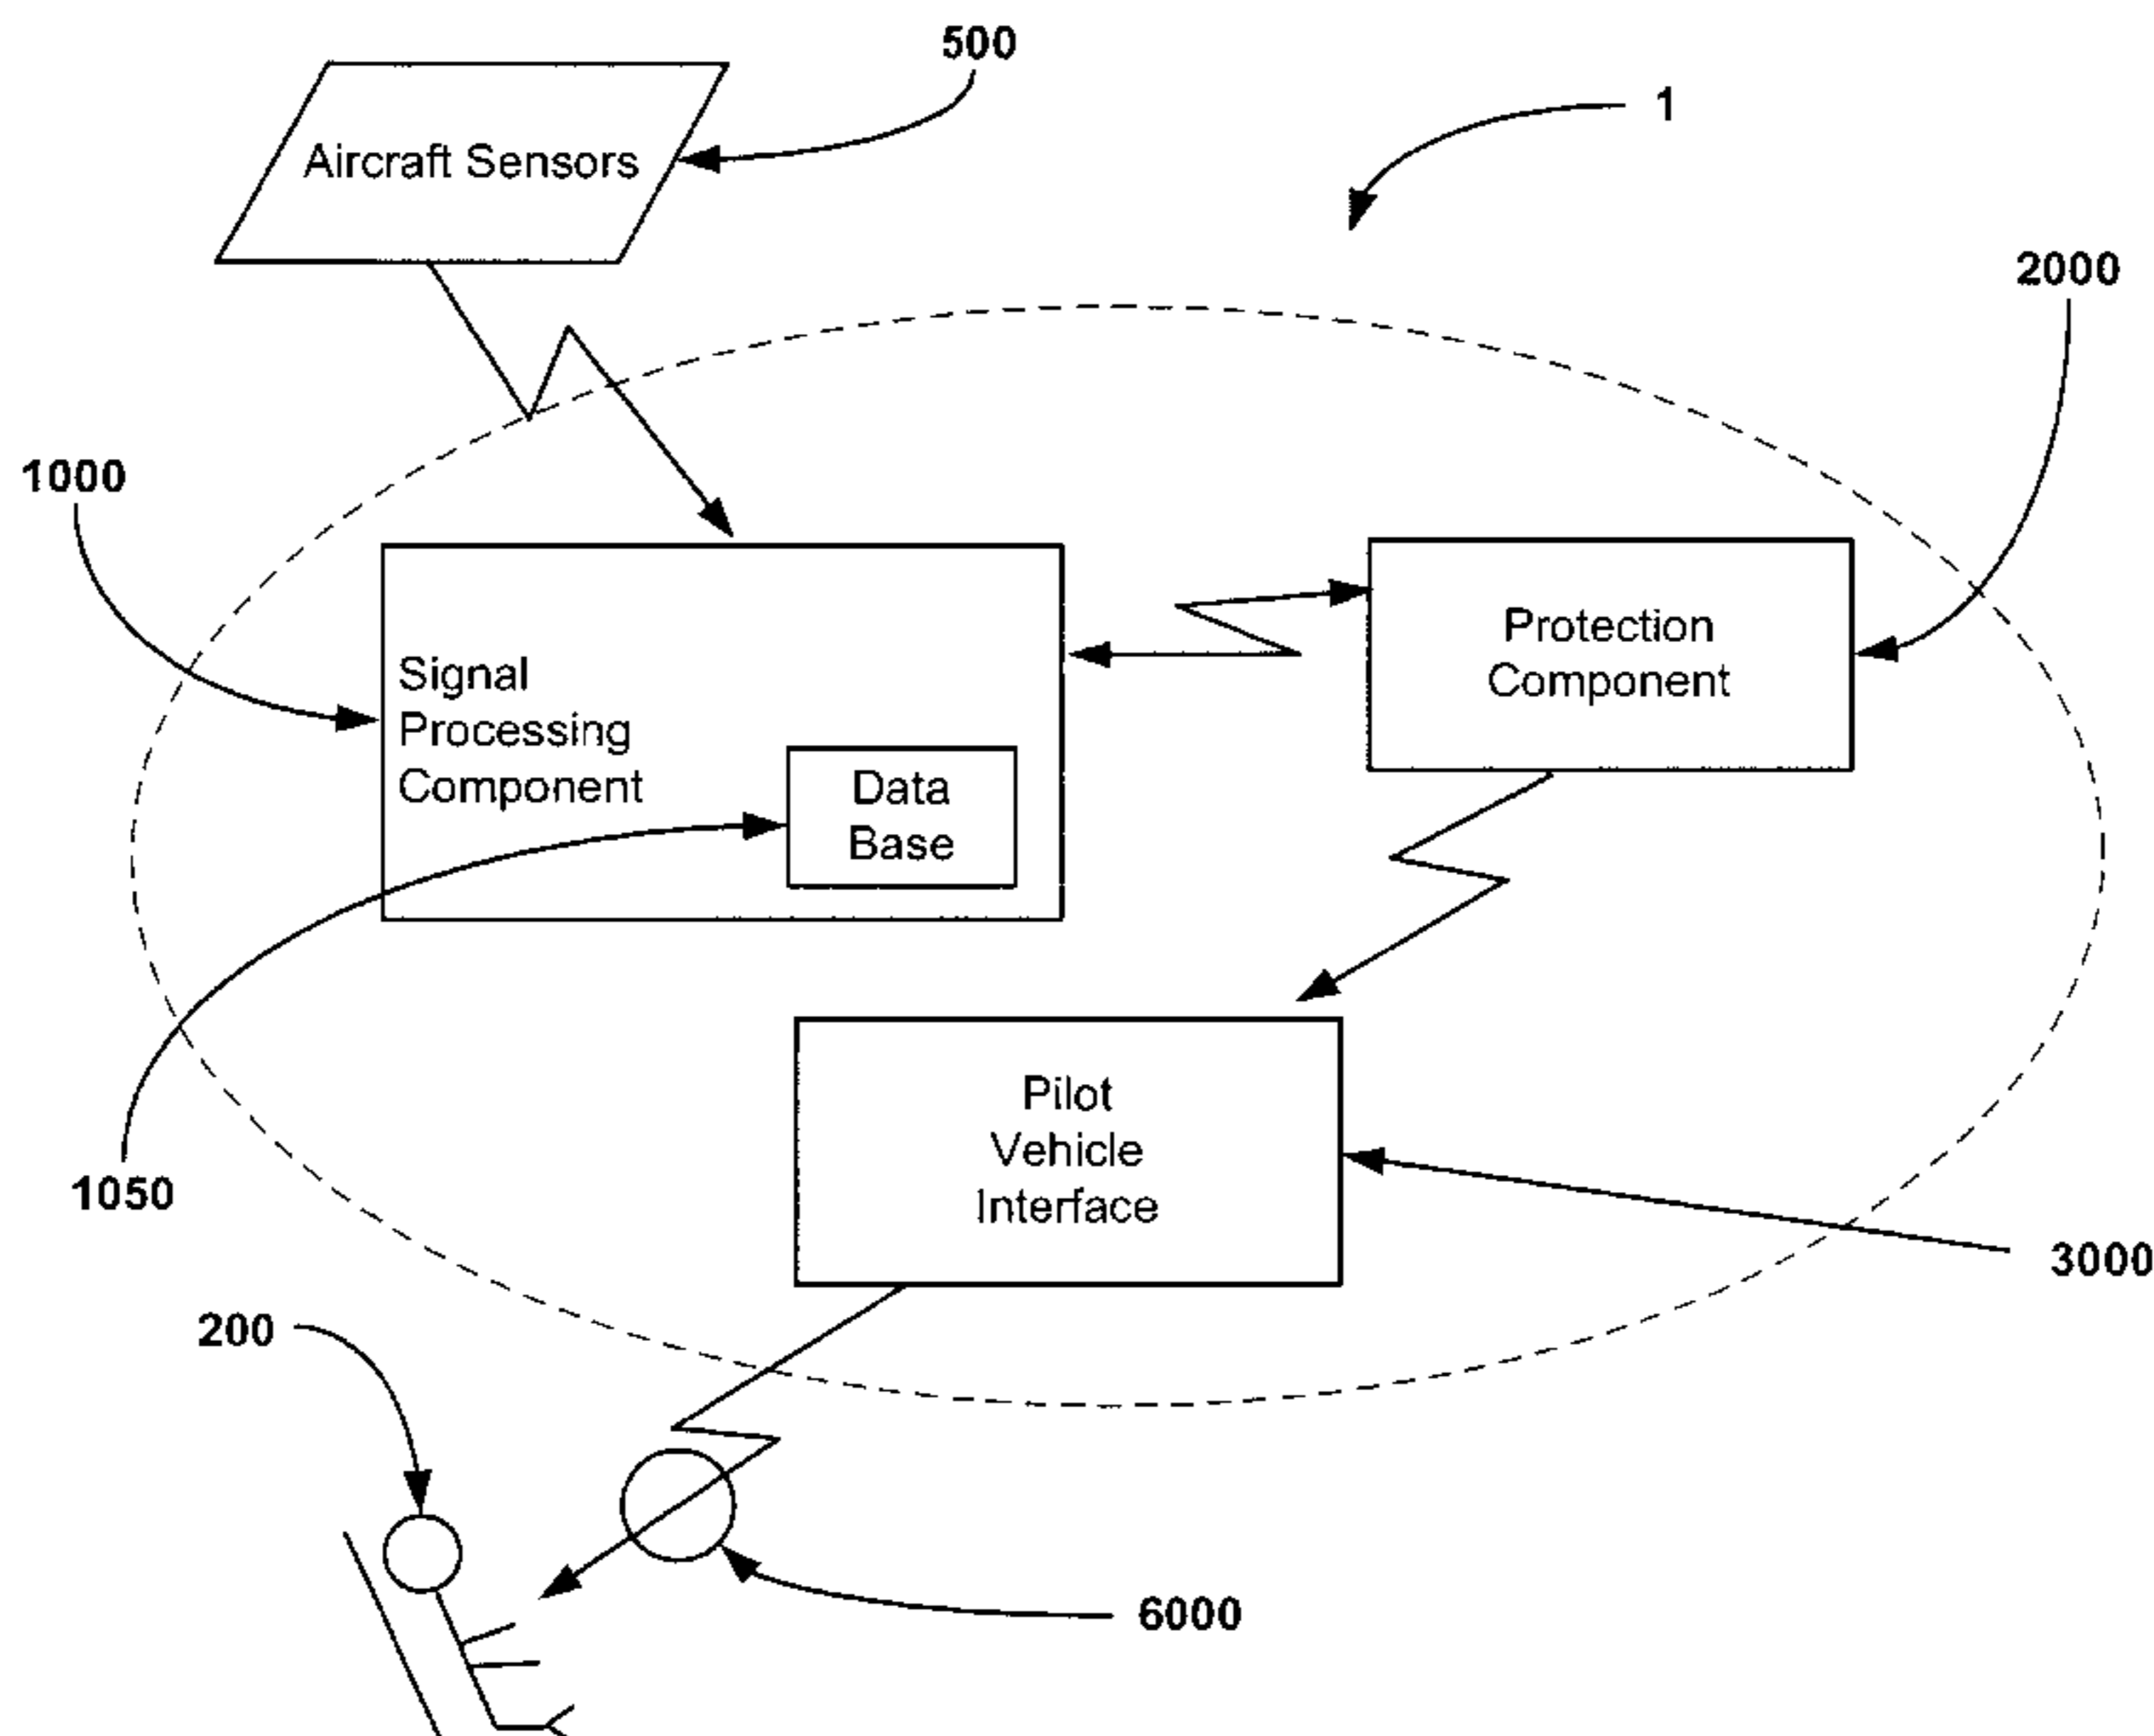 500
1
Aircraft Sensors
2000
1000
Protection
Component
Signal
Processing
Component
Data
Base
Pilot
Vehicle
Interface
1050
3000
200
6000